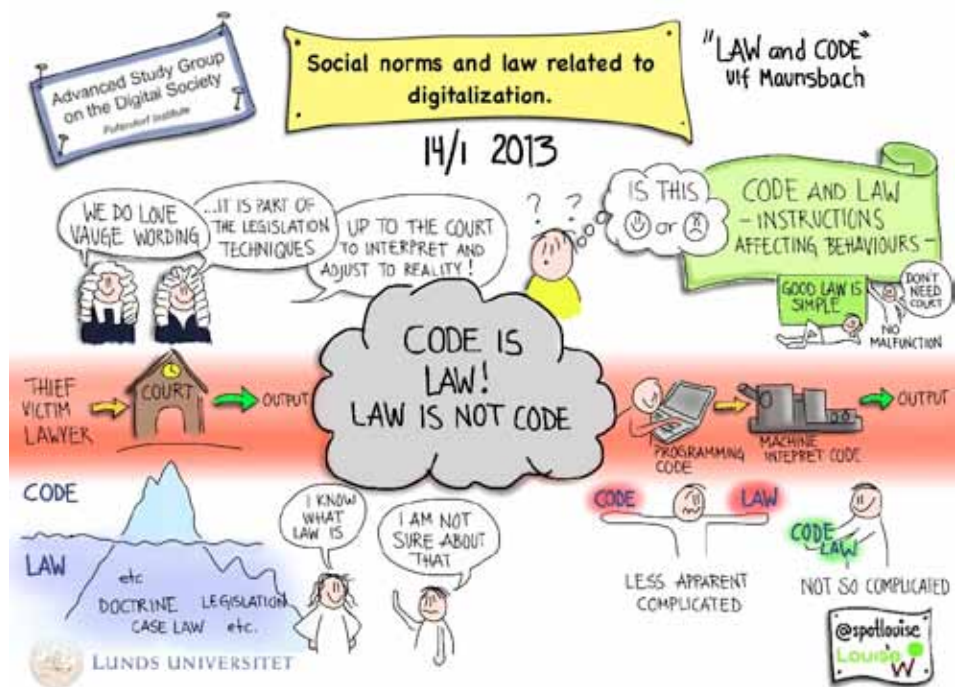 Advanced Study Group
on the Digital Society
Pufendorf Institute
Social norms and law related to
digitalization.
14/1 2013
"LAW and CODE"
Ulf Maunsbach
WE DO LOVE
VAUGE WORDING
...IT IS PART OF
THE LEGISLATION
TECHNIQUES
UP TO THE COURT
TO INTERPRET AND
ADJUST TO REALITY!
? ?
IS THIS
or
CODE AND LAW
- INSTRUCTIONS
AFFECTING BEHAVIOURS -
GOOD LAW IS
SIMPLE
DON'T
NEED
COURT
NO
MALFUNCTION
CODE IS
LAW!
LAW IS NOT CODE
THIEF
VICTIM
LAWYER
COURT
OUTPUT
PROGRAMMING
CODE
MACHINE
INTEPRET CODE
OUTPUT
CODE
LAW
etc
DOCTRINE
LEGISLATION
CASE LAW
etc.
I KNOW
WHAT
LAW IS
I AM NOT
SURE ABOUT
THAT
CODE
LAW
LESS APPARENT
COMPLICATED
CODE
LAW
NOT SO COMPLICATED
@spotlouise
Louise
W
LUNDS UNIVERSITET